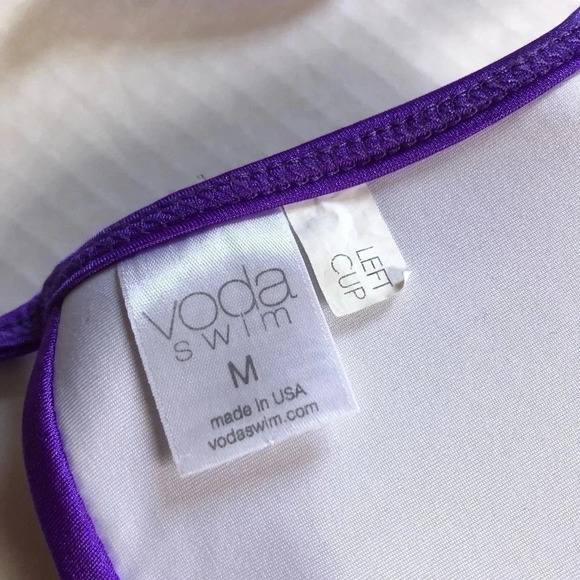 voda
swim
M
made in USA
vodaswim.com
LEFT
CUP